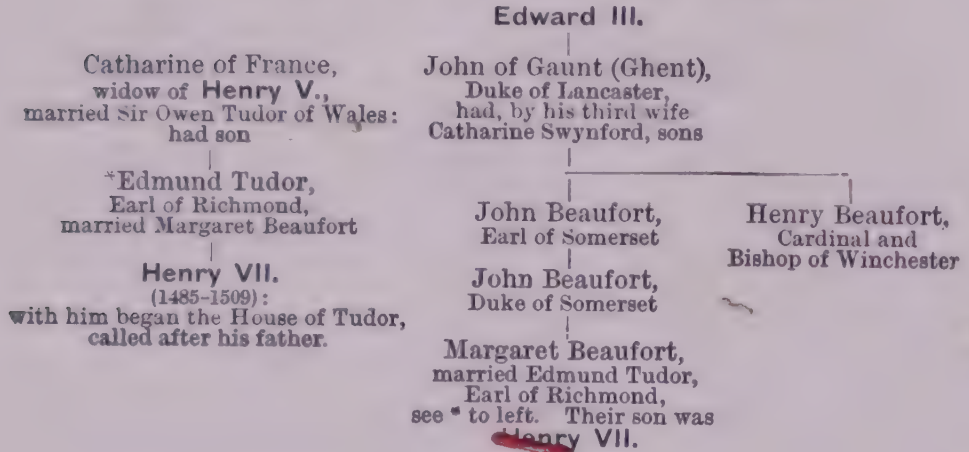 Catharine of France,
widow of Henry V.,
married Sir Owen Tudor of Wales:
had son
*Edmund Tudor,
Earl of Richmond,
married Margaret Beaufort
Henry VII.
(1485-1509):
with him began the House of Tudor,
called after his father.
Edward III.
John of Gaunt (Ghent),
Duke of Lancaster,
had, by his third wife
Catharine Swynford, sons
John Beaufort,
Earl of Somerset
John Beaufort,
Duke of Somerset
Margaret Beaufort,
married Edmund Tudor,
Earl of Richmond,
see * to left. Their son was
Henry VII.
Henry Beaufort,
Cardinal and
Bishop of Winchester